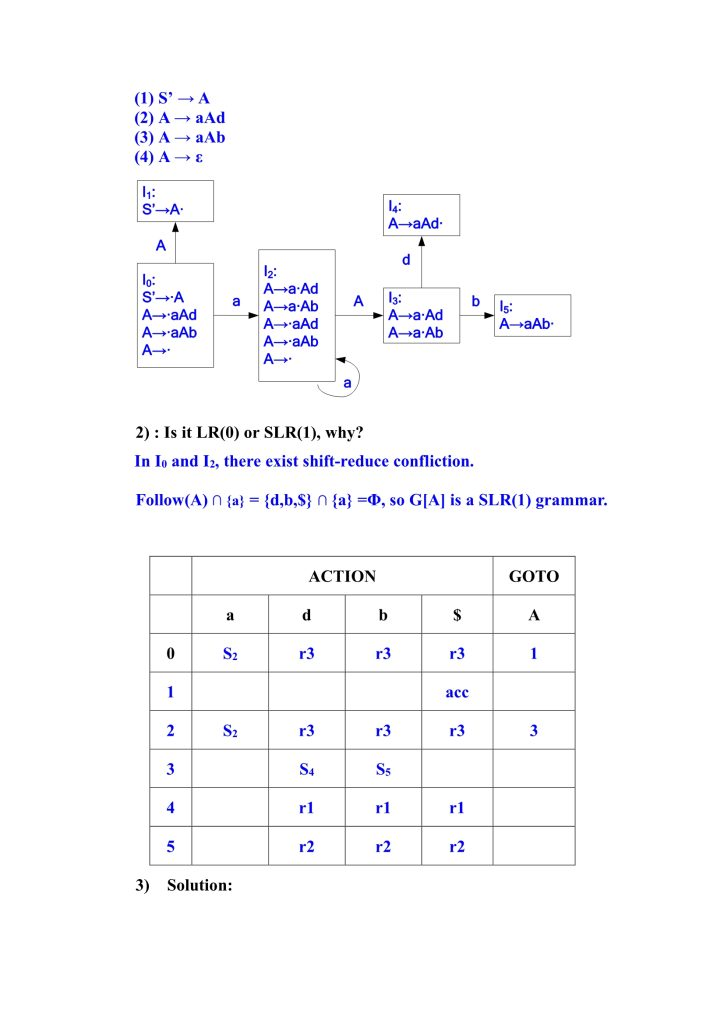 (1) S’ → A
(2) A → aAd
(3) A → aAb
(4) A → ε
I₁:
S’→A·
A
I₀:
S’→·A
A→·aAd
A→·aAb
A→·
a
I₂:
A→a·Ad
A→a·Ab
A→·aAd
A→·aAb
A→·
a
A
I₄:
A→aAd·
d
I₃:
A→a·Ad
A→a·Ab
b
I₅:
A→aAb·
2) : Is it LR(0) or SLR(1), why?
In I₀ and I₂, there exist shift-reduce confliction.
Follow(A) ∩ {a} = {d,b,$} ∩ {a} =Φ, so G[A] is a SLR(1) grammar.
ACTION GOTO
a d b $ A
0 S₂ r3 r3 r3 1
1 acc
2 S₂ r3 r3 r3 3
3 S₄ S₅
4 r1 r1 r1
5 r2 r2 r2
3) Solution: